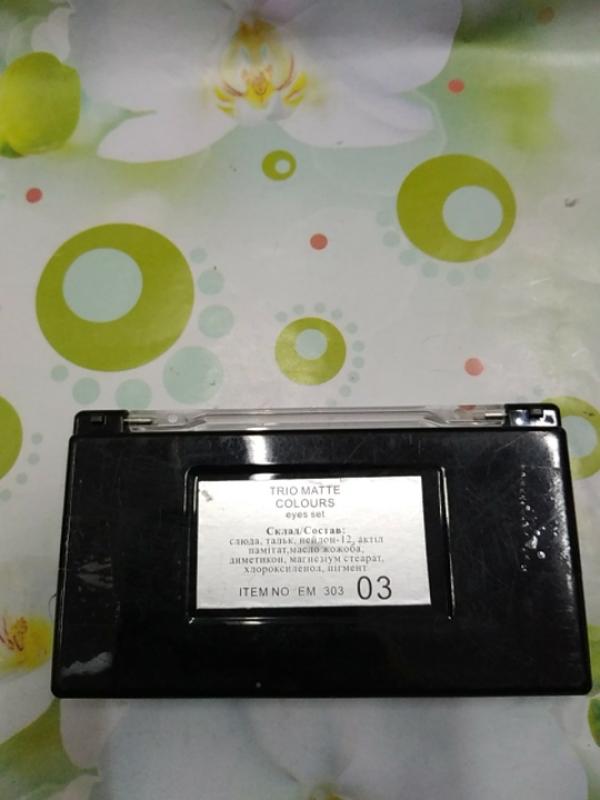 TRIO MATTE
COLOURS
eyes set
Склад/Состав:
слюда, тальк, нейлон-12, актіл
памітат,масло жожоба,
диметикон, магнезіум стеарат,
хлороксиленол, пігмент
ITEM NO EM 303 03